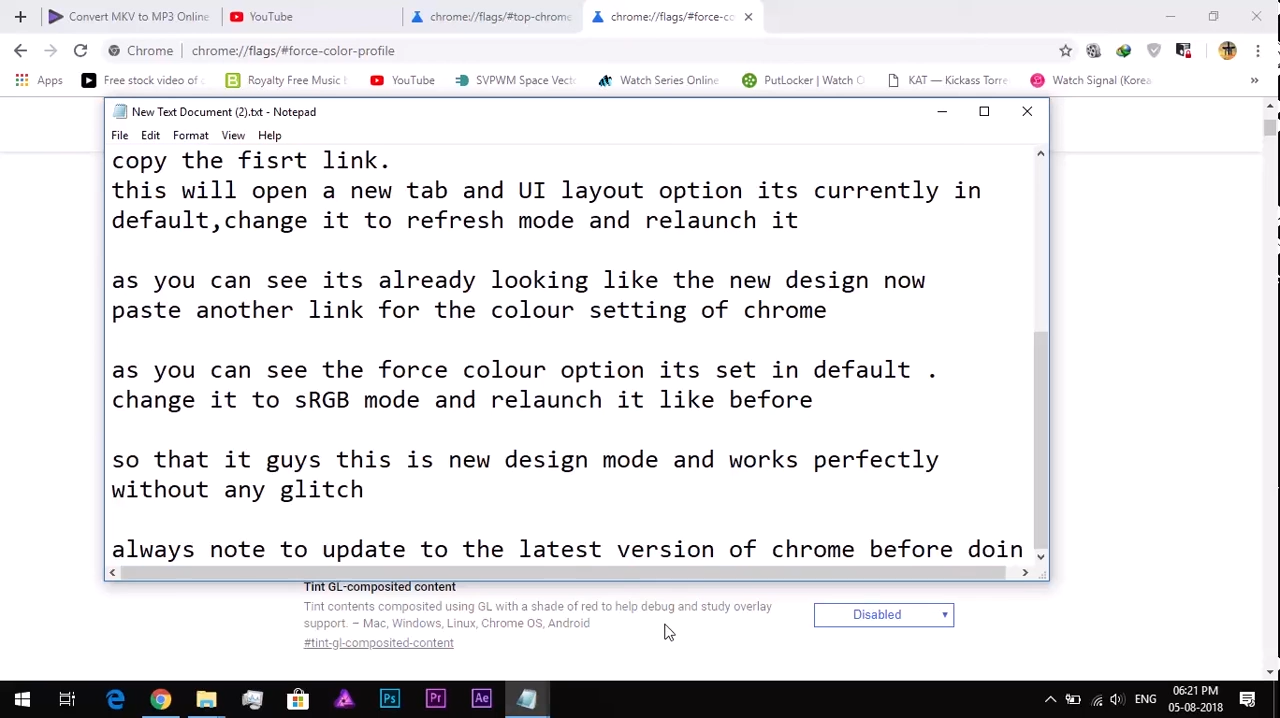 Convert MKV to MP3 Online
YouTube
chrome://flags/#top-chrome
chrome://flags/#force-co
Chrome
chrome://flags/#force-color-profile
Apps
Free stock video of
Royalty Free Music b
YouTube
SVPWM Space Vect
Watch Series Online
PutLocker | Watch O
KAT — Kickass Torre
Watch Signal (Korea
New Text Document (2).txt - Notepad
File Edit Format View Help
copy the fisrt link.
this will open a new tab and UI layout option its currently in
default,change it to refresh mode and relaunch it
as you can see its already looking like the new design now
paste another link for the colour setting of chrome
as you can see the force colour option its set in default .
change it to sRGB mode and relaunch it like before
so that it guys this is new design mode and works perfectly
without any glitch
always note to update to the latest version of chrome before doin
Tint GL-composited content
Tint contents composited using GL with a shade of red to help debug and study overlay
support. – Mac, Windows, Linux, Chrome OS, Android
#tint-gl-composited-content
Disabled
Ps
Pr
Ae
ENG
06:21 PM
05-08-2018